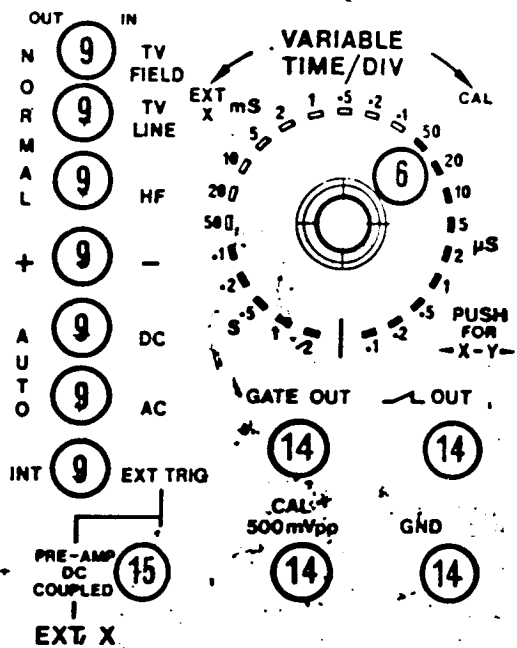 OUT IN
NORMAL
9 TV FIELD
9 TV LINE
9 HF
+ 9 −
AUTO
9 DC
9 AC
INT 9 EXT TRIG
PRE-AMP
DC
COUPLED
15
EXT X
VARIABLE
TIME/DIV
EXT
X
CAL
mS
50 20 10 5 2 1 .5 .2 .1
6
50 20 10 5 2 1 .5 .2 .1
µS
S
.1 .2 .5 1 2
PUSH
FOR
X-Y
GATE OUT
OUT
14
14
CAL
500mVpp
GND
14
14